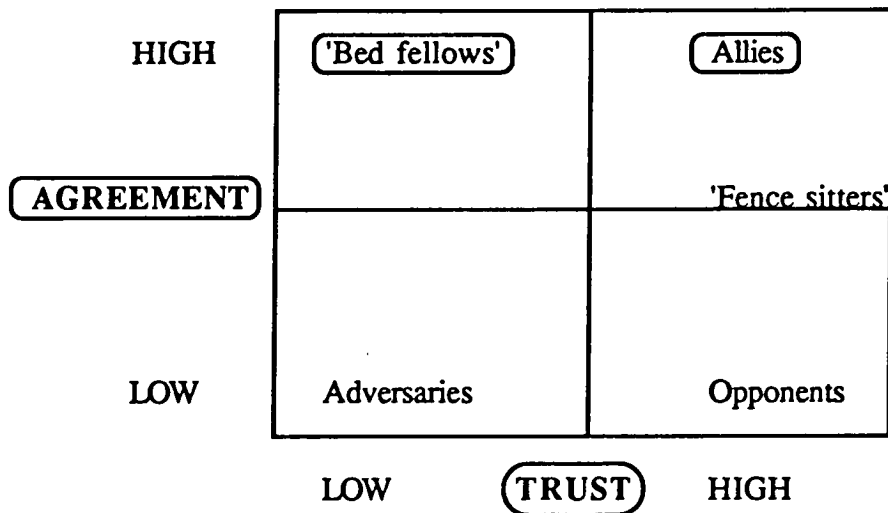 HIGH 'Bed fellows' Allies
AGREEMENT 'Fence sitters'
LOW Adversaries Opponents
LOW TRUST HIGH